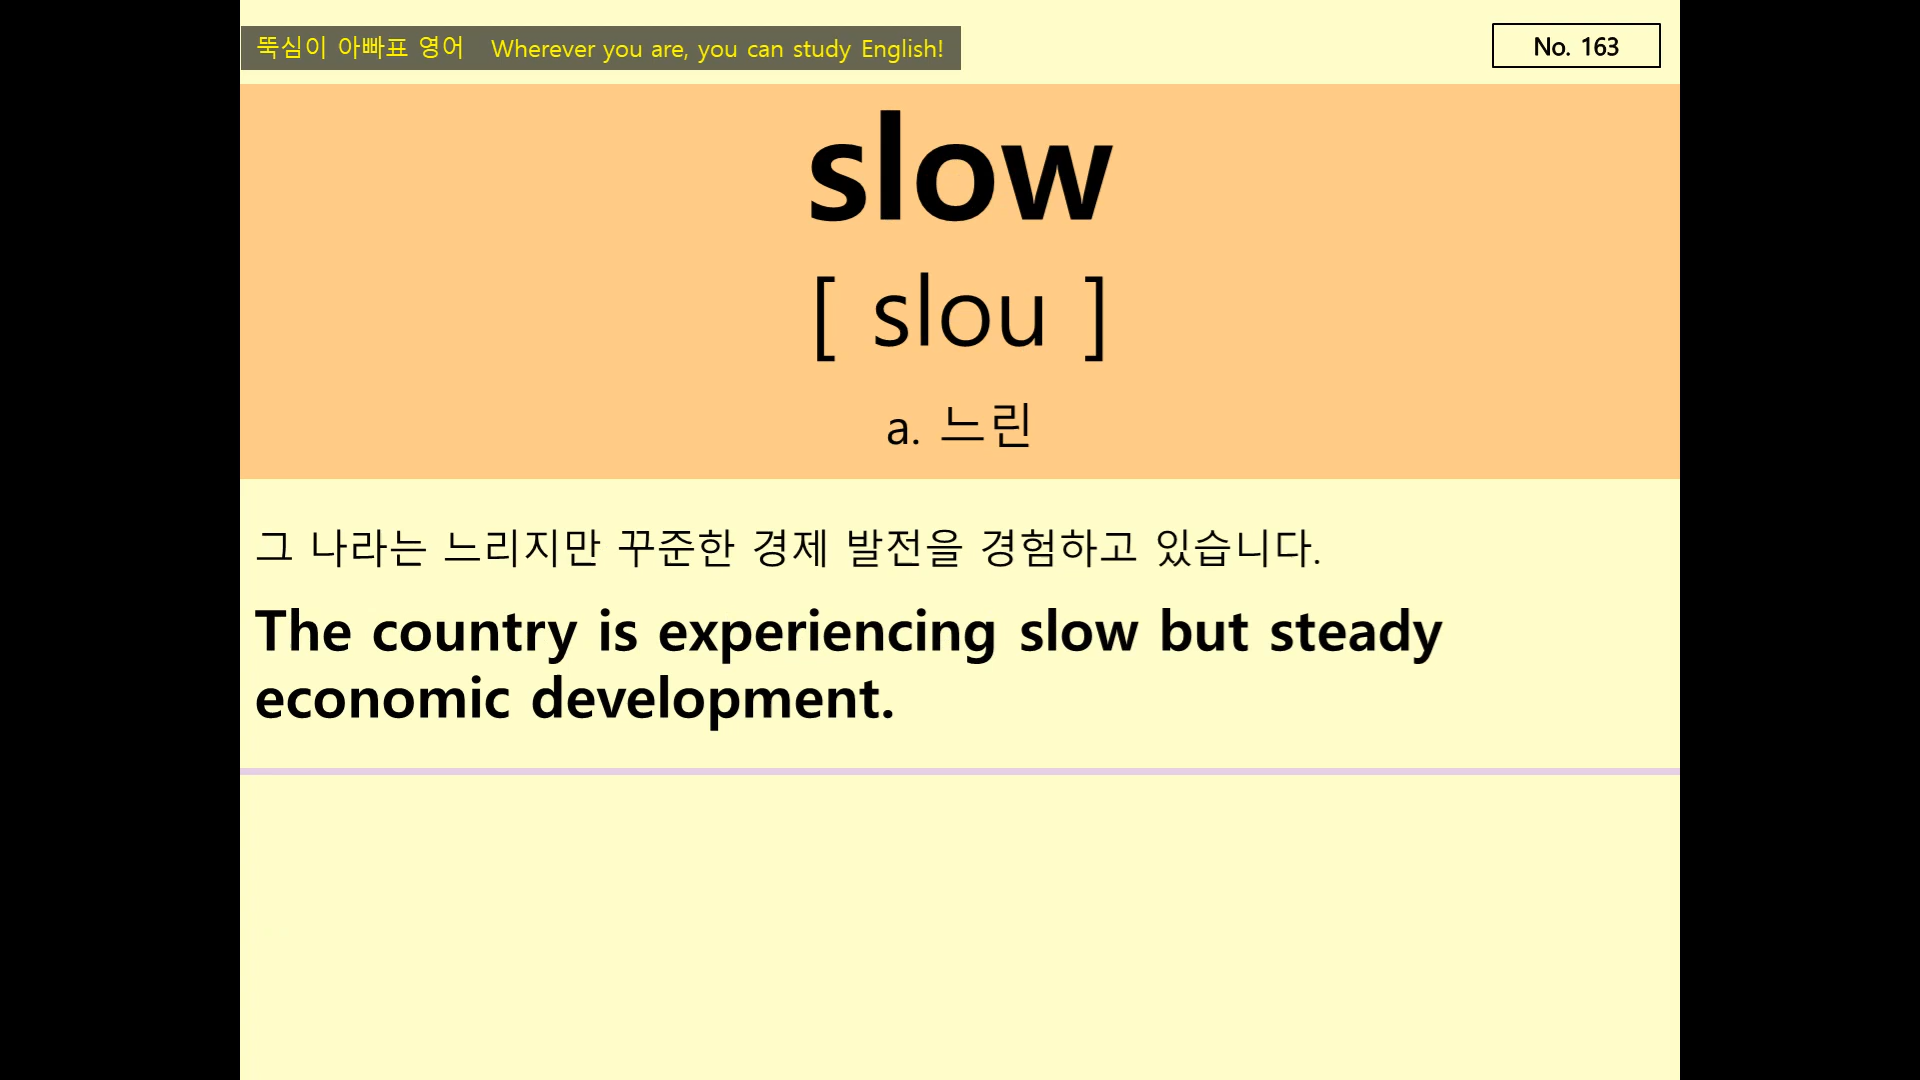 뚝심이 아빠표 영어 Wherever you are, you can study English!
No. 163
slow
[ slou ]
a. 느린
그 나라는 느리지만 꾸준한 경제 발전을 경험하고 있습니다.
The country is experiencing slow but steady
economic development.